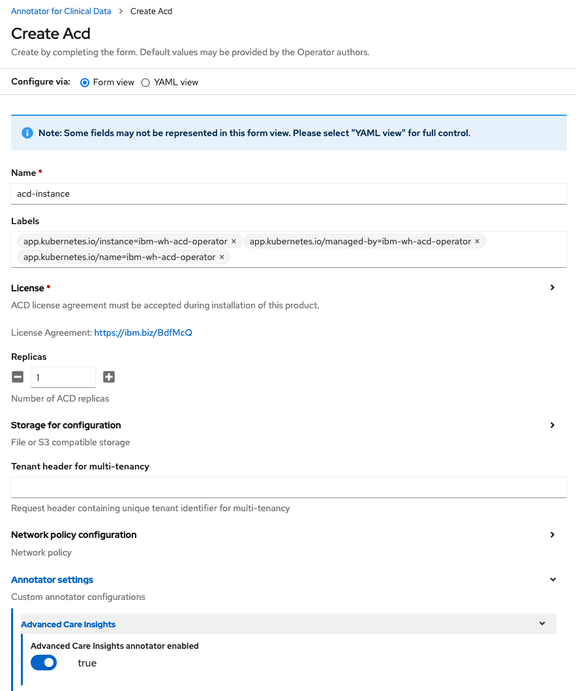 Annotator for Clinical Data > Create Acd
Create Acd
Create by completing the form. Default values may be provided by the Operator authors.
Configure via: Form view YAML view
Note: Some fields may not be represented in this form view. Please select "YAML view" for full control.
Name *
acd-instance
Labels
app.kubernetes.io/instance=ibm-wh-acd-operator × app.kubernetes.io/managed-by=ibm-wh-acd-operator ×
app.kubernetes.io/name=ibm-wh-acd-operator ×
License *
ACD license agreement must be accepted during installation of this product.
License Agreement: https://ibm.biz/BdfMcQ
Replicas
1
Number of ACD replicas
Storage for configuration
File or S3 compatible storage
Tenant header for multi-tenancy
Request header containing unique tenant identifier for multi-tenancy
Network policy configuration
Network policy
Annotator settings
Custom annotator configurations
Advanced Care Insights
Advanced Care Insights annotator enabled
true